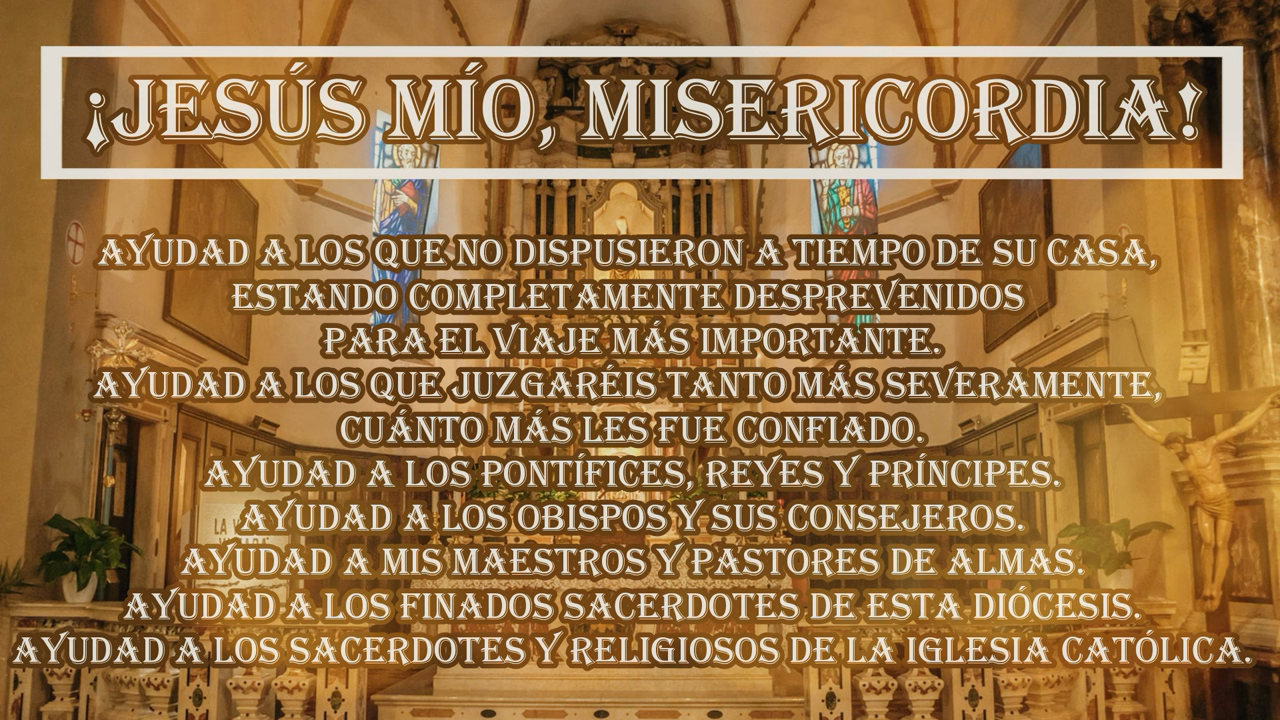 ¡JESÚS MÍO, MISERICORDIA!
AYUDAD A LOS QUE NO DISPUSIERON A TIEMPO DE SU CASA,
ESTANDO COMPLETAMENTE DESPREVENIDOS
PARA EL VIAJE MÁS IMPORTANTE.
AYUDAD A LOS QUE JUZGARÉIS TANTO MÁS SEVERAMENTE,
CUÁNTO MÁS LES FUE CONFIADO.
AYUDAD A LOS PONTÍFICES, REYES Y PRÍNCIPES.
AYUDAD A LOS OBISPOS Y SUS CONSEJEROS.
AYUDAD A MIS MAESTROS Y PASTORES DE ALMAS.
AYUDAD A LOS FINADOS SACERDOTES DE ESTA DIÓCESIS.
AYUDAD A LOS SACERDOTES Y RELIGIOSOS DE LA IGLESIA CATÓLICA.